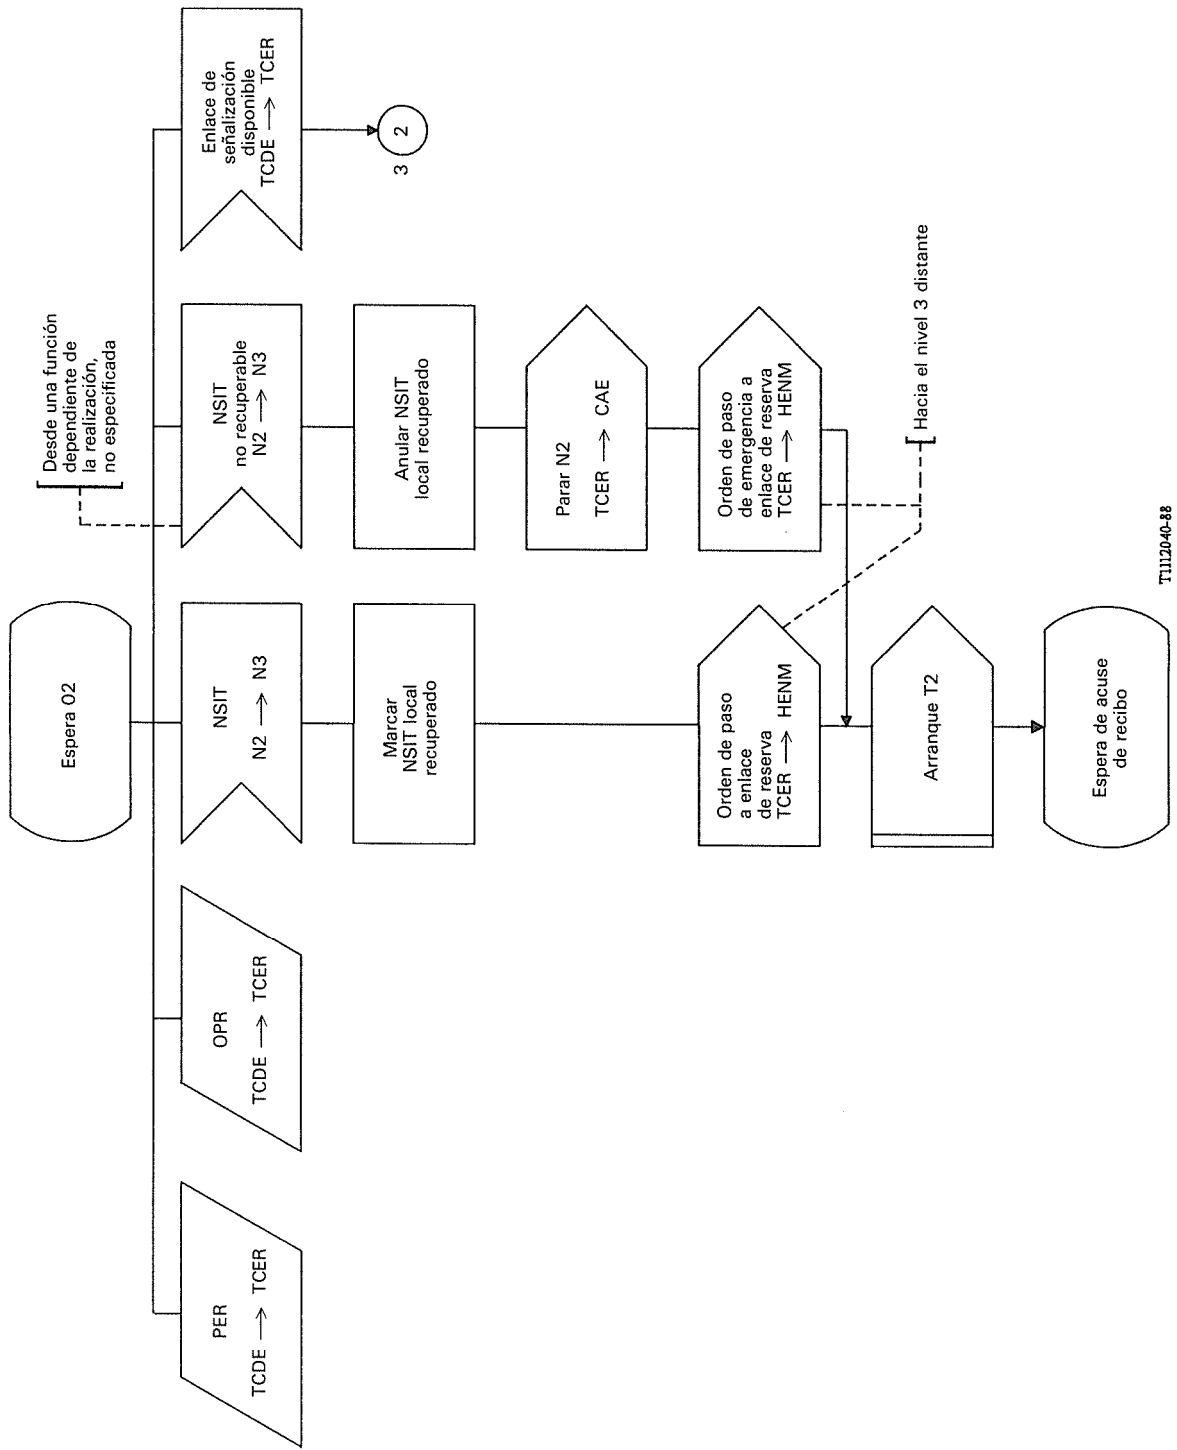 Espera 02
Desde una función
dependiente de
la realización,
no especificada
PER
TCDE → TCER
OPR
TCDE → TCER
NSIT
N2 → N3
NSIT
no recuperable
N2 → N3
Enlace de
señalización
disponible
TCDE → TCER
Marcar
NSIT local
recuperado
Anular NSIT
local recuperado
3
2
Parar N2
TCER → CAE
Orden de paso
a enlace
de reserva
TCER → HENM
Orden de paso
de emergencia a
enlace de reserva
TCER → HENM
Hacia el nivel 3 distante
Arranque T2
Espera de acuse
de recibo
T1112040-88